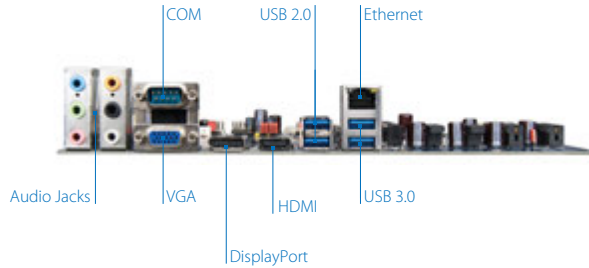 COM
USB 2.0
Ethernet
Audio Jacks
VGA
HDMI
USB 3.0
DisplayPort